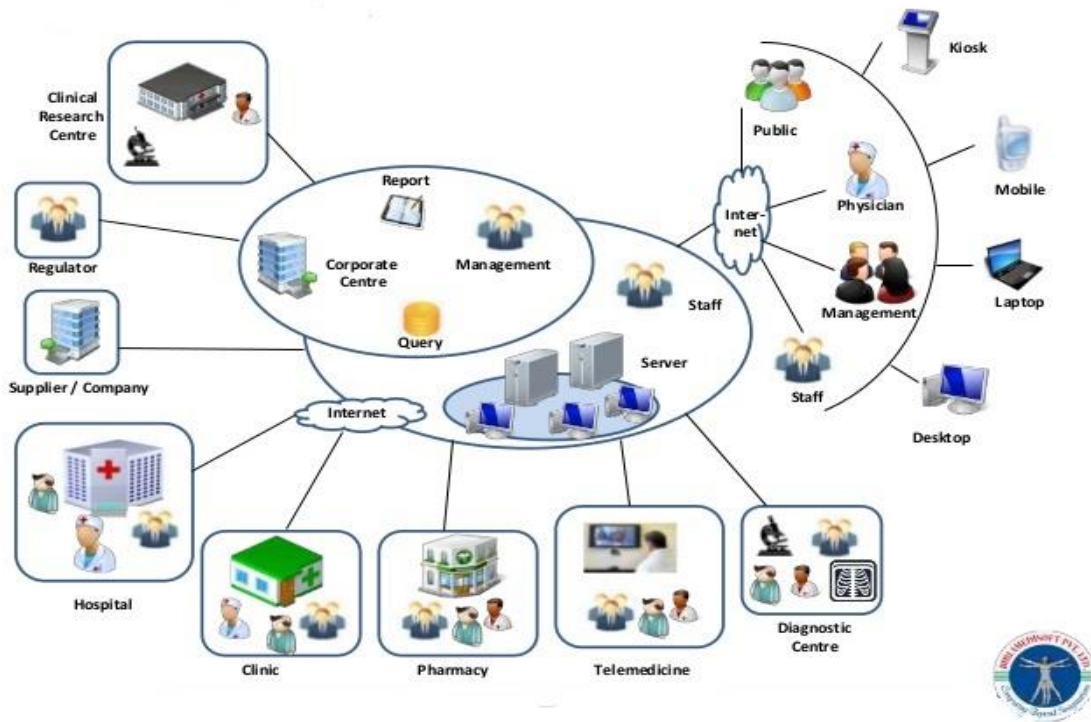 Kiosk
Clinical
Research
Centre
Public
Report
Mobile
Physician
Inter-
net
Regulator
Corporate
Centre
Management
Staff
Laptop
Management
Query
Server
Supplier / Company
Staff
Internet
Desktop
Hospital
Clinic
Pharmacy
Telemedicine
Diagnostic
Centre